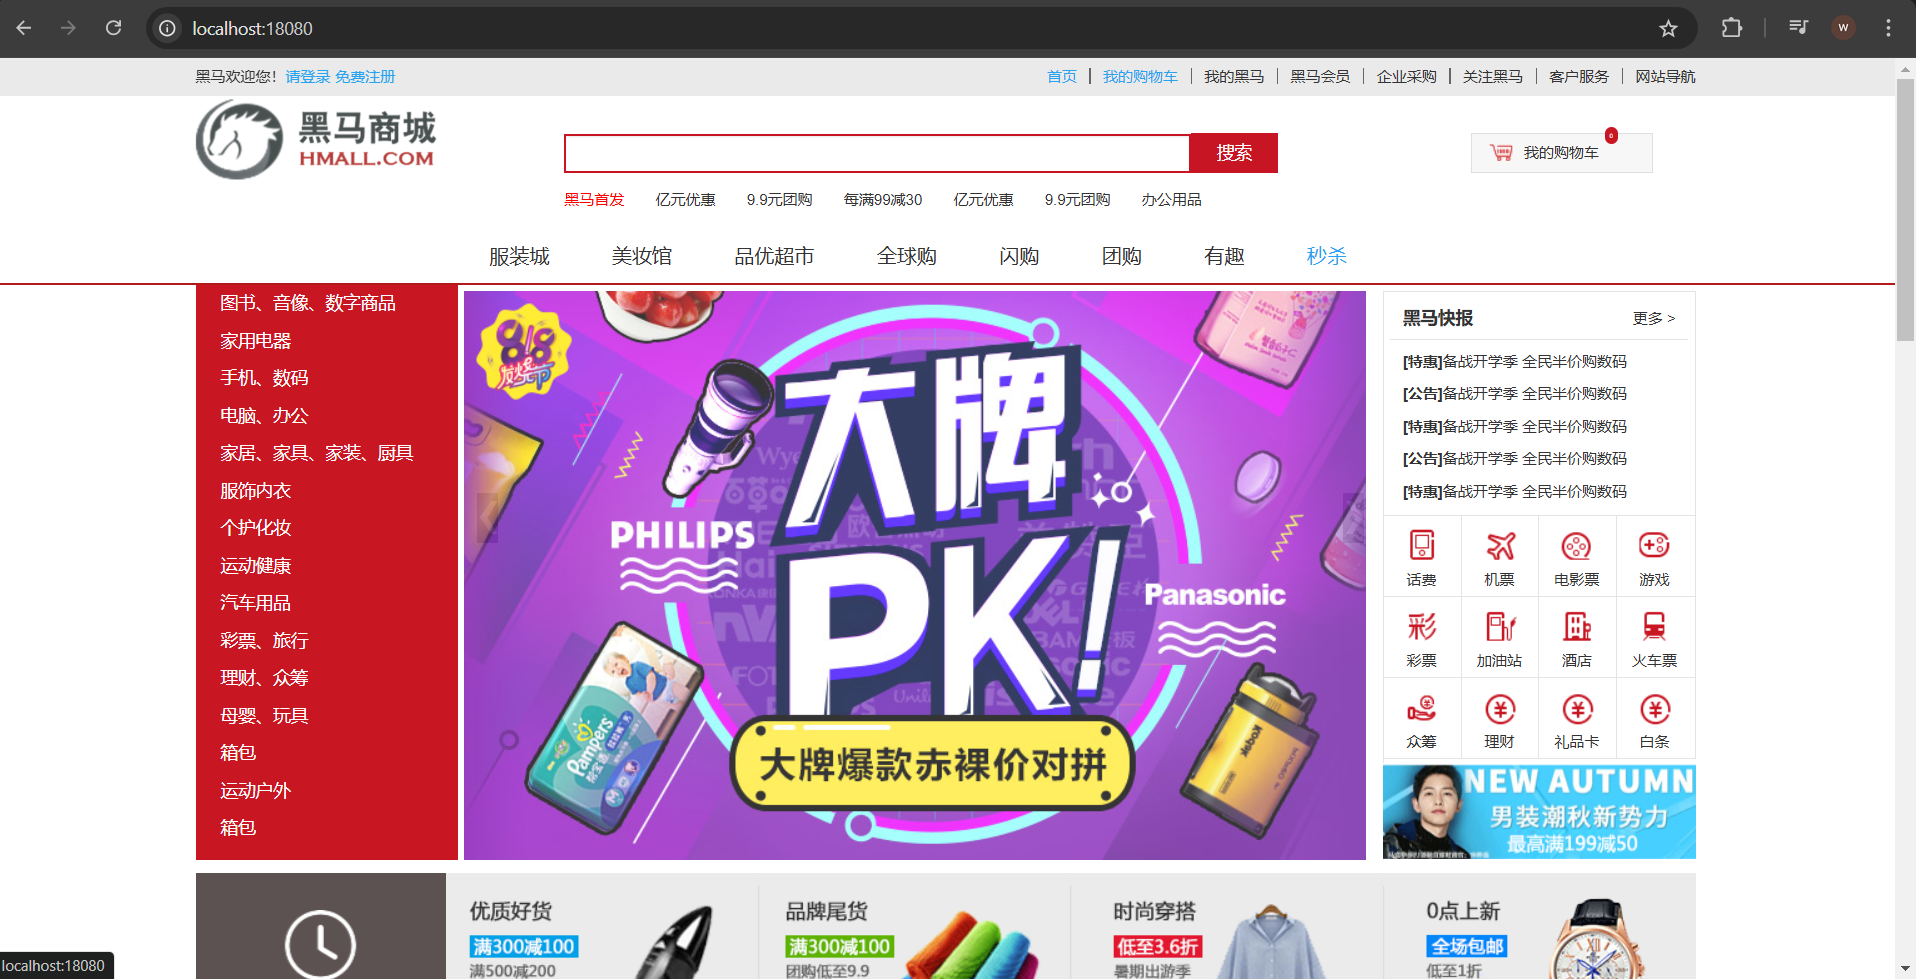 localhost:18080
W
黑马欢迎您！请登录 免费注册
首页 我的购物车 我的黑马 黑马会员 企业采购 关注黑马 客户服务 网站导航
黑马商城
HMALL.COM
搜索
我的购物车
0
黑马首发 亿元优惠 9.9元团购 每满99减30 亿元优惠 9.9元团购 办公用品
服装城 美妆馆 品优超市 全球购 闪购 团购 有趣 秒杀
图书、音像、数字商品
家用电器
手机、数码
电脑、办公
家居、家具、家装、厨具
服饰内衣
个护化妆
运动健康
汽车用品
彩票、旅行
理财、众筹
母婴、玩具
箱包
运动户外
箱包
818
发烧节
大牌
PK!
PHILIPS
Panasonic
Pampers
kodak
大牌爆款赤裸价对拼
黑马快报
更多 >
[特惠]备战开学季 全民半价购数码
[公告]备战开学季 全民半价购数码
[特惠]备战开学季 全民半价购数码
[公告]备战开学季 全民半价购数码
[特惠]备战开学季 全民半价购数码
话费 机票 电影票 游戏
彩票 加油站 酒店 火车票
众筹 理财 礼品卡 白条
NEW AUTUMN
男装潮秋新势力
最高满199减50
优质好货
满300减100
满500减200
品牌尾货
满300减100
团购低至9.9
时尚穿搭
低至3.6折
暑期出游季
0点上新
全场包邮
低至1折
localhost:18080